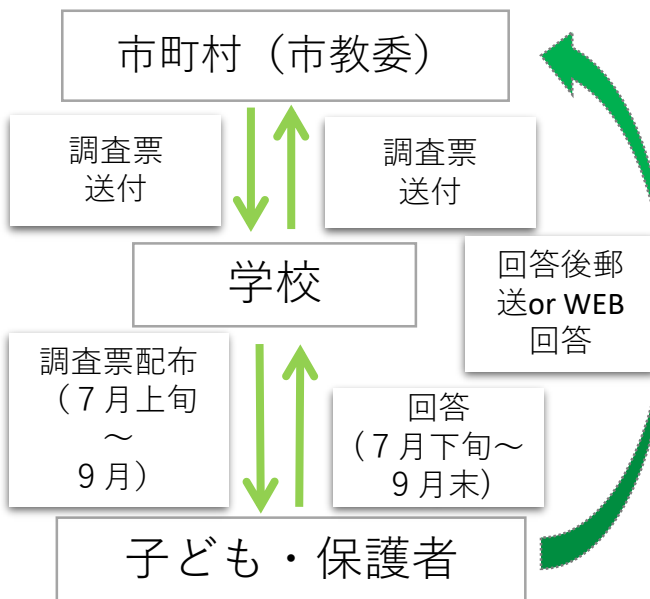 市町村（市教委）
調査票
送付
調査票
送付
学校
回答後郵
送or WEB
回答
調査票配布
（７月上旬
～
９月）
回答
（７月下旬～
９月末）
子ども・保護者